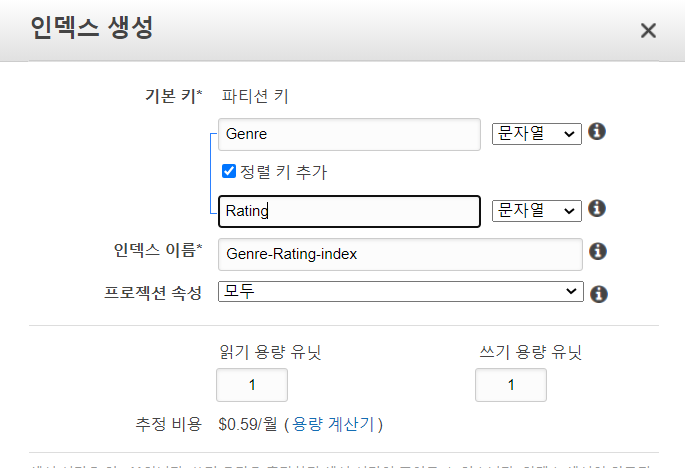 인덱스 생성
기본 키* 파티션 키
Genre 문자열
정렬 키 추가
Rating 문자열
인덱스 이름* Genre-Rating-index
프로젝션 속성 모두
읽기 용량 유닛 쓰기 용량 유닛
1 1
추정 비용 $0.59/월 (용량 계산기)